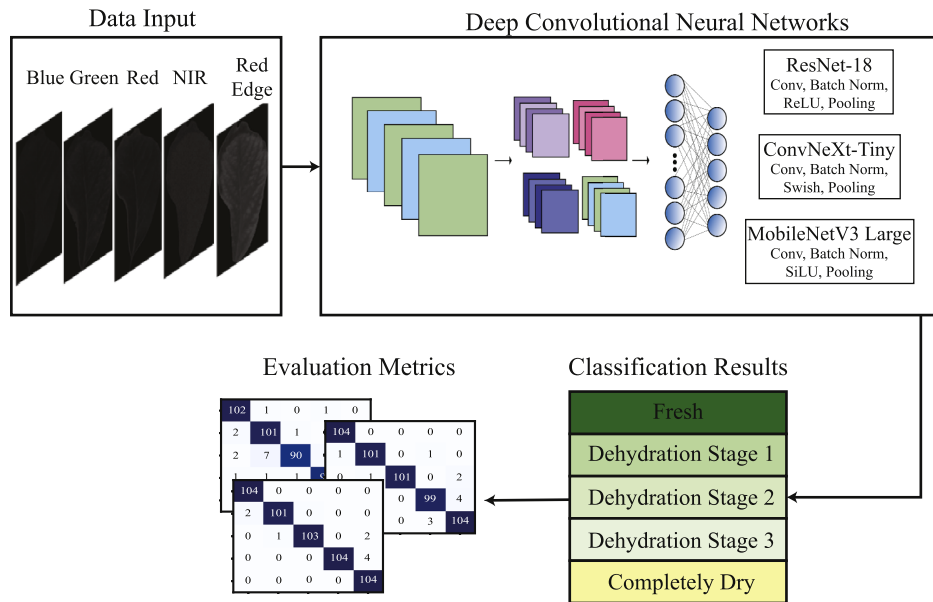 Data Input
Deep Convolutional Neural Networks
Blue Green Red NIR Red
Edge
ResNet-18
Conv, Batch Norm,
ReLU, Pooling
ConvNeXt-Tiny
Conv, Batch Norm,
Swish, Pooling
MobileNetV3 Large
Conv, Batch Norm,
SiLU, Pooling
Evaluation Metrics
Classification Results
102 1 0 1 0
2 101 1
2 7 90
1 1 1
104 0 0 0 0
1 101 0 1 0
1 101 0 2
0 99 4
0 3 104
104 0 0 0 0
2 101 0 0 0
0 1 103 0 2
0 0 0 104 4
0 0 0 0 104
Fresh
Dehydration Stage 1
Dehydration Stage 2
Dehydration Stage 3
Completely Dry